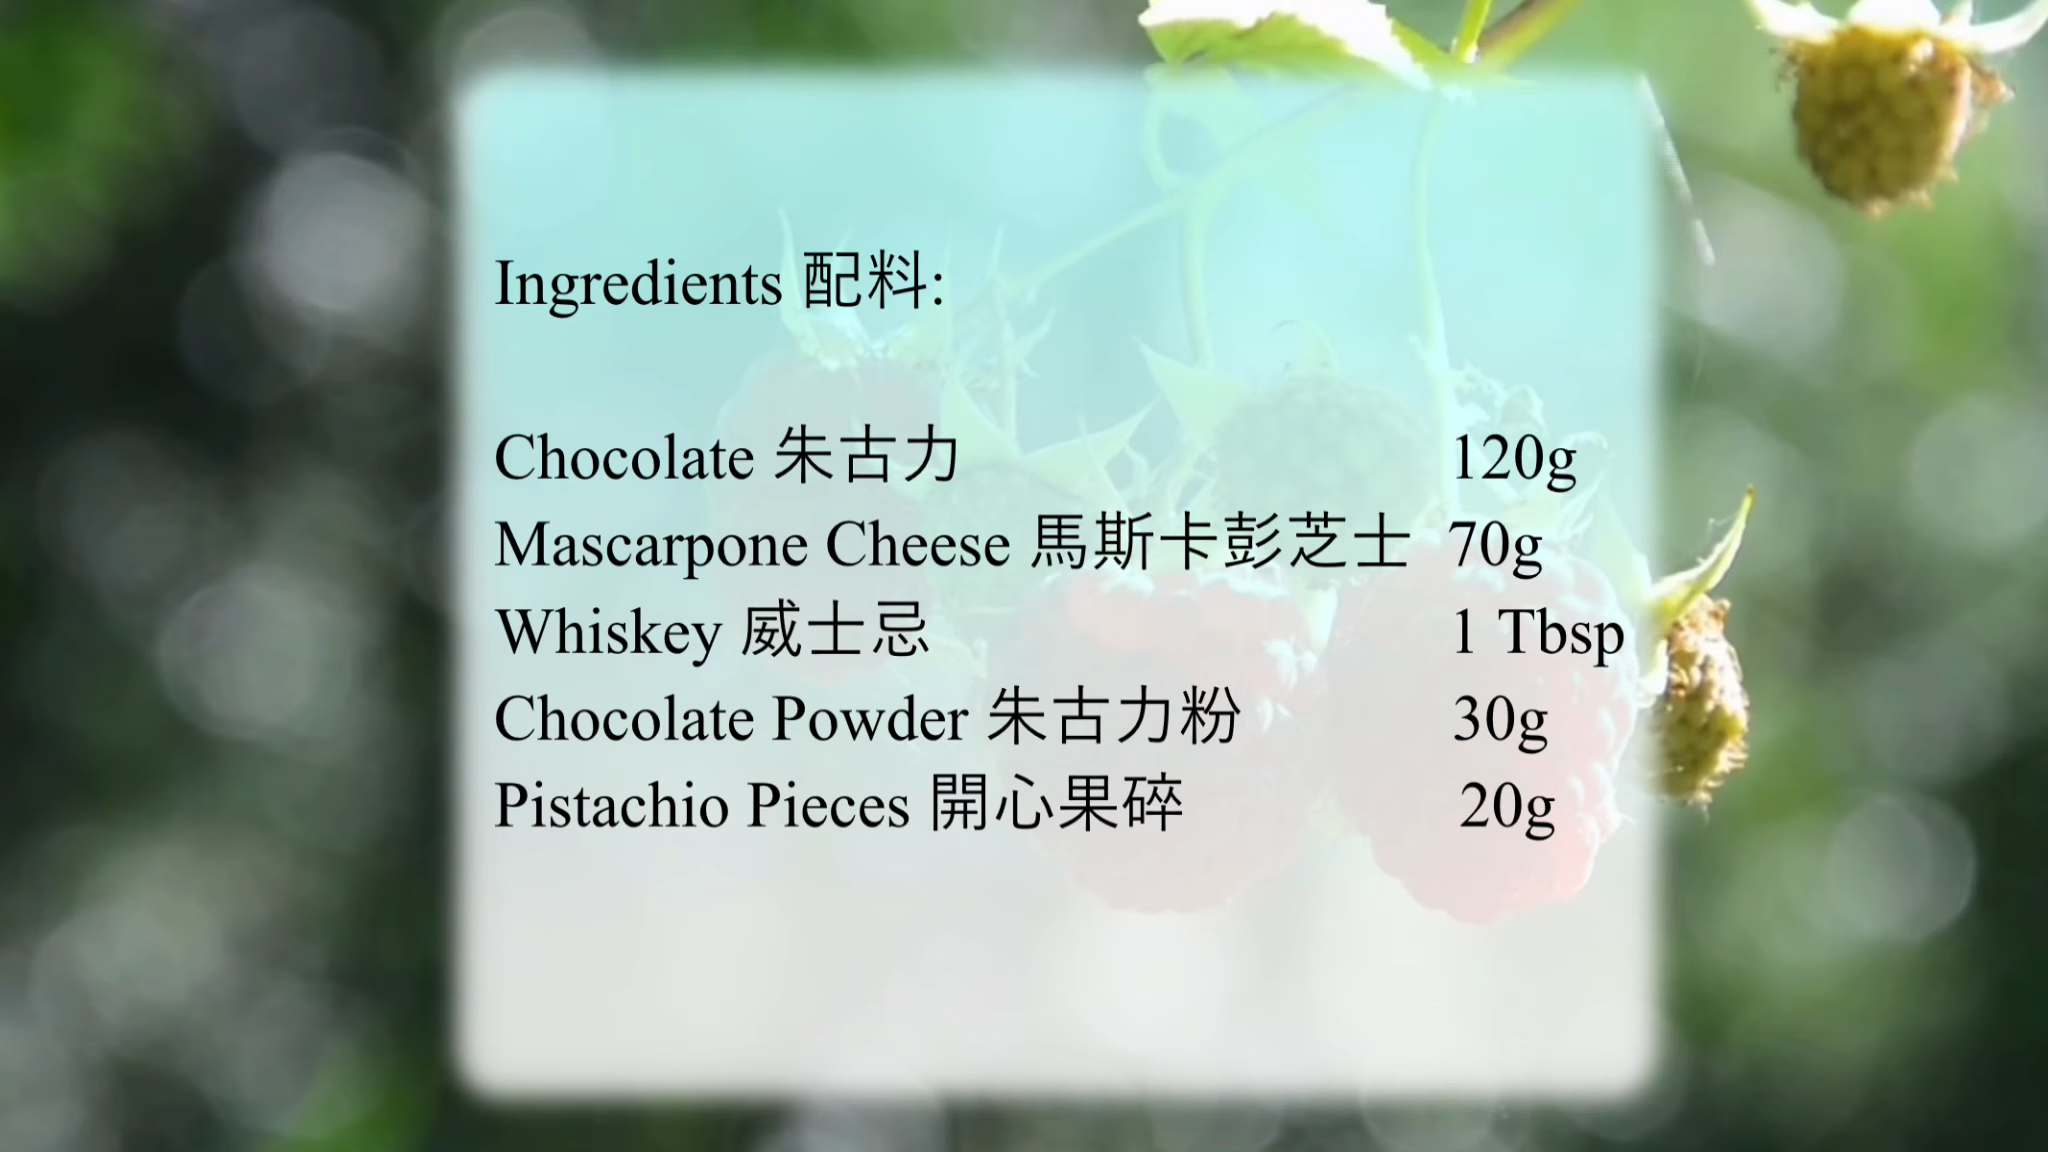 Ingredients 配料:
Chocolate 朱古力 120g
Mascarpone Cheese 馬斯卡彭芝士 70g
Whiskey 威士忌 1 Tbsp
Chocolate Powder 朱古力粉 30g
Pistachio Pieces 開心果碎 20g